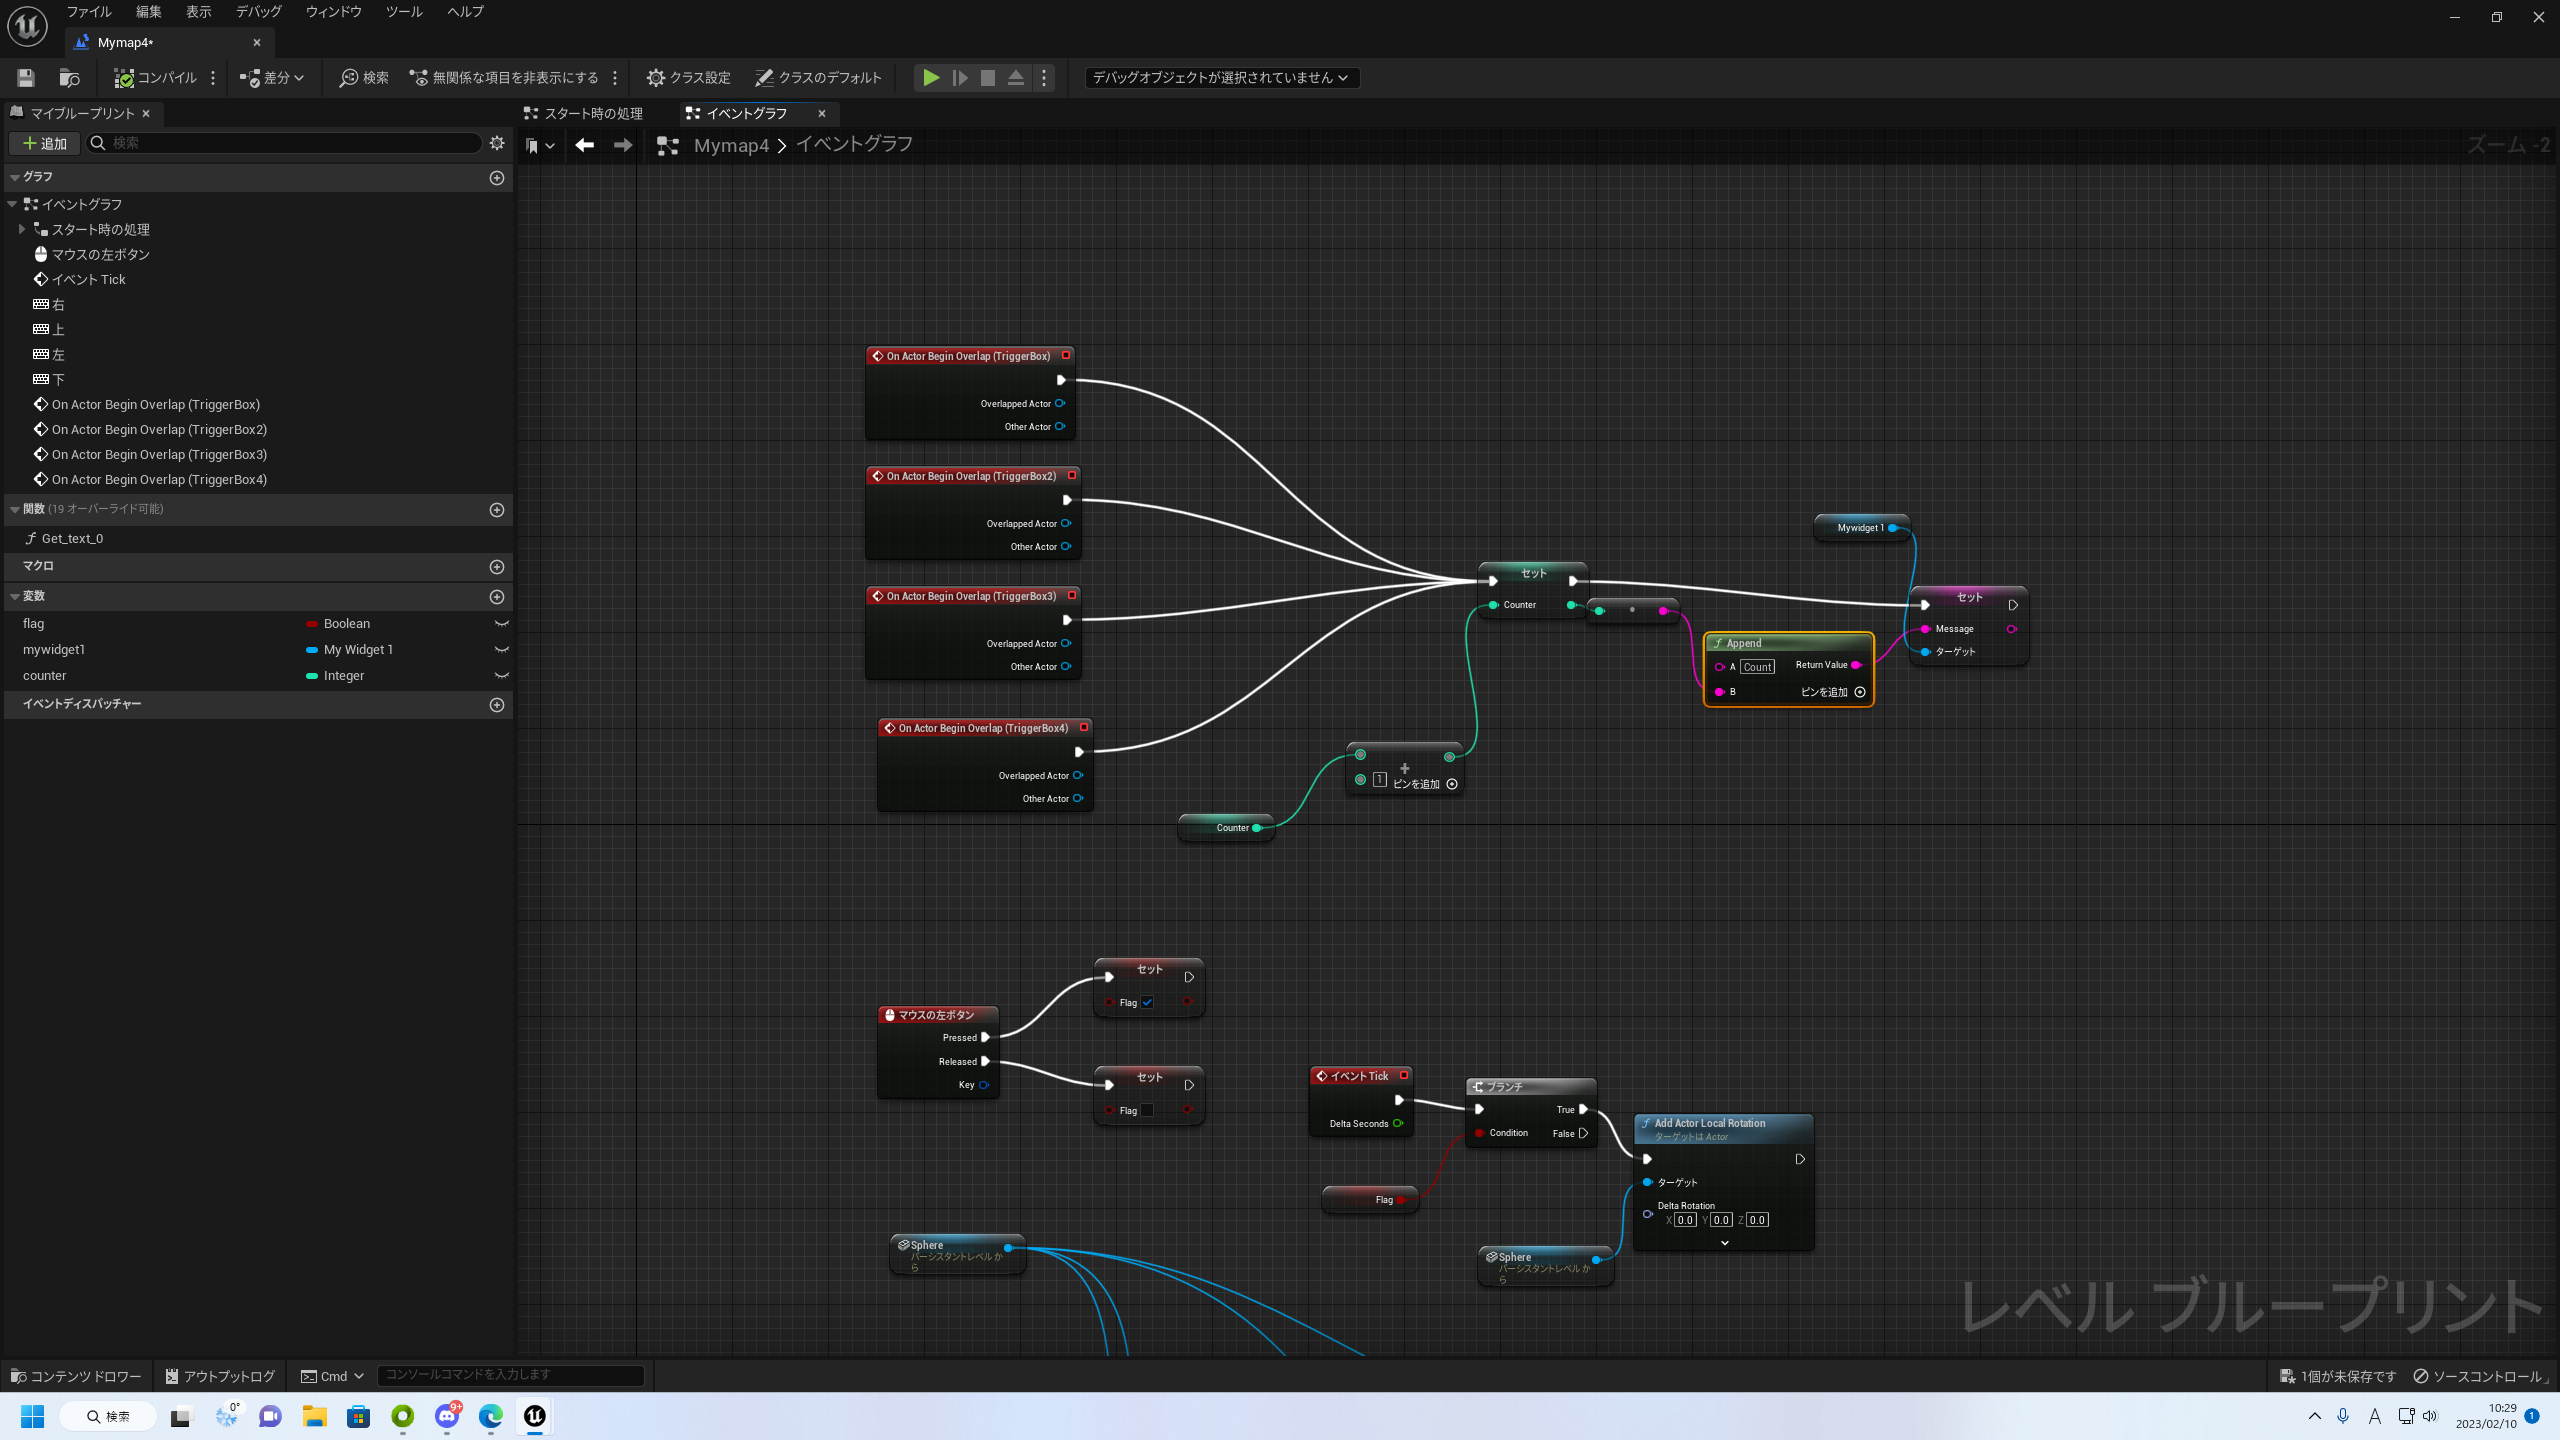 ファイル 編集 表示 デバッグ ウィンドウ ツール ヘルプ
Mymap4*
コンパイル 差分 検索 無関係な項目を非表示にする クラス設定 クラスのデフォルト デバッグオブジェクトが選択されていません
マイブループリント
スタート時の処理 イベントグラフ
追加 検索
Mymap4 > イベントグラフ
ズーム -2
グラフ
イベントグラフ
スタート時の処理
マウスの左ボタン
イベント Tick
右
上
左
下
On Actor Begin Overlap (TriggerBox)
On Actor Begin Overlap (TriggerBox2)
On Actor Begin Overlap (TriggerBox3)
On Actor Begin Overlap (TriggerBox4)
関数 (19 オーバーライド可能)
Get_text_0
マクロ
変数
flag Boolean
mywidget1 My Widget 1
counter Integer
イベントディスパッチャー
On Actor Begin Overlap (TriggerBox)
Overlapped Actor
Other Actor
On Actor Begin Overlap (TriggerBox2)
Overlapped Actor
Other Actor
On Actor Begin Overlap (TriggerBox3)
Overlapped Actor
Other Actor
On Actor Begin Overlap (TriggerBox4)
Overlapped Actor
Other Actor
セット
Counter
Mywidget 1
Append
A Count Return Value
B ピンを追加
セット
Message
ターゲット
1 ピンを追加
Counter
マウスの左ボタン
Pressed
Released
Key
セット
Flag
セット
Flag
イベント Tick
Delta Seconds
ブランチ
True
Condition False
Flag
Add Actor Local Rotation
ターゲットは Actor
ターゲット
Delta Rotation
X 0.0 Y 0.0 Z 0.0
Sphere
パーシスタントレベル か
ら
Sphere
パーシスタントレベル か
ら
レベル ブループリント
コンテンツドロワー アウトプットログ Cmd コンソールコマンドを入力します 1個が未保存です ソースコントロール
検索 0° 9+ A 10:29 1
2023/02/10